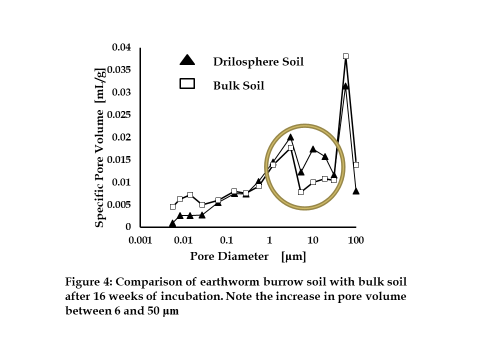 0.04
0.035
0.03
0.025
0.02
0.015
0.01
0.005
0
Specific Pore Volume [mL/g]
Drilosphere Soil
Bulk Soil
0.001 0.01 0.1 1 10 100
Pore Diameter [µm]
Figure 4: Comparison of earthworm burrow soil with bulk soil
after 16 weeks of incubation. Note the increase in pore volume
between 6 and 50 µm